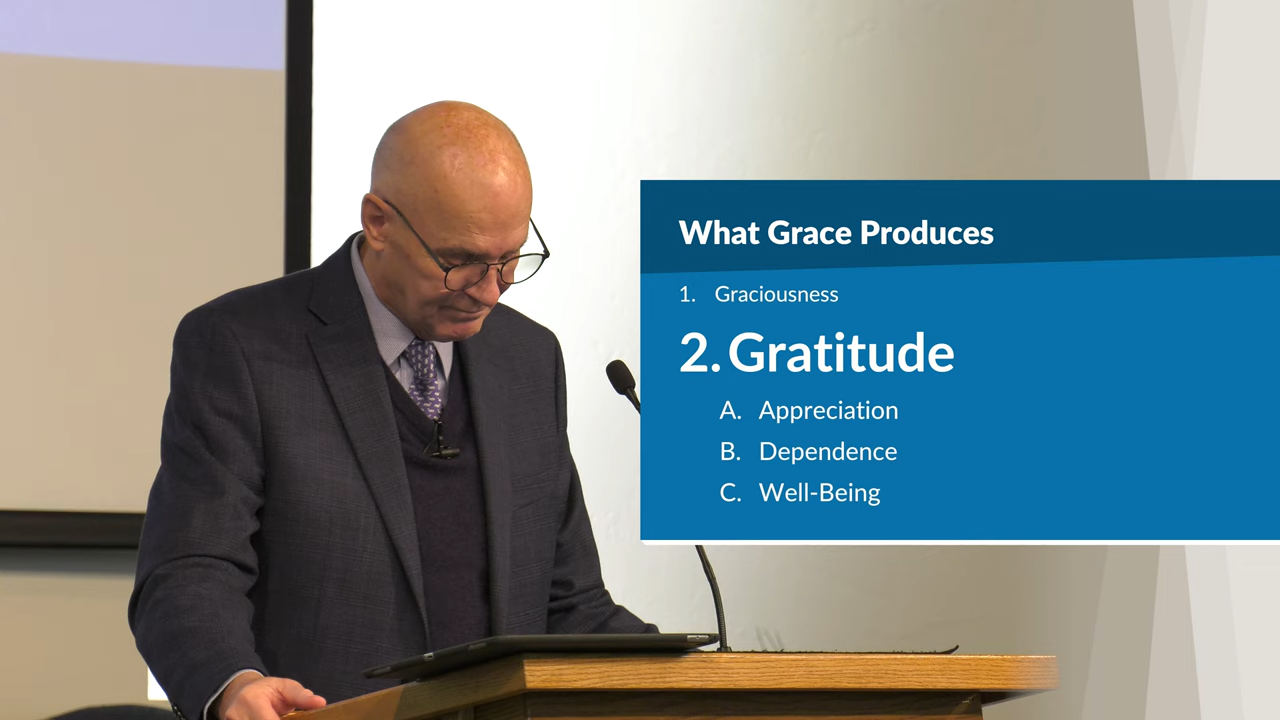 What Grace Produces
1. Graciousness
2. Gratitude
A. Appreciation
B. Dependence
C. Well-Being